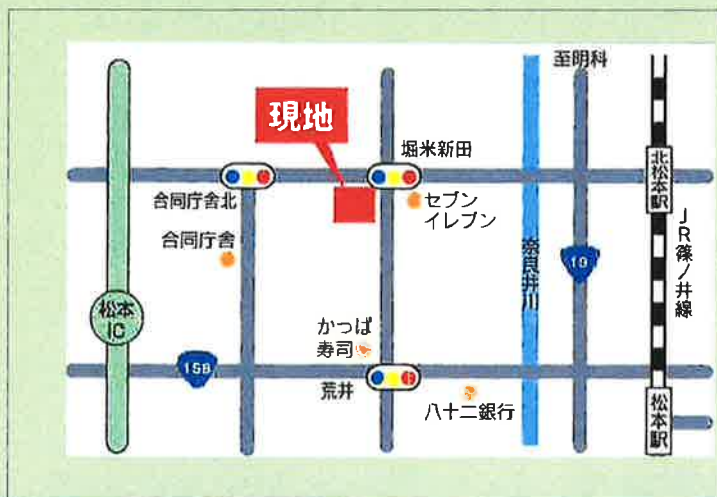 至明科
現地
堀米新田
北松本駅
合同庁舎北
セブン
イレブン
合同庁舎
奈良井川
19
JR篠ノ井線
松本
IC
かっぱ
寿司
158
荒井
八十二銀行
松本駅